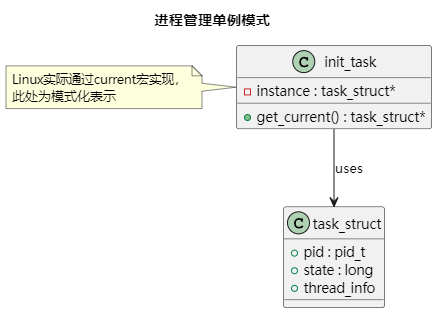 进程管理单例模式
Linux实际通过current宏实现，
此处为模式化表示
C init_task
instance : task_struct*
get_current() : task_struct*
uses
C task_struct
pid : pid_t
state : long
thread_info